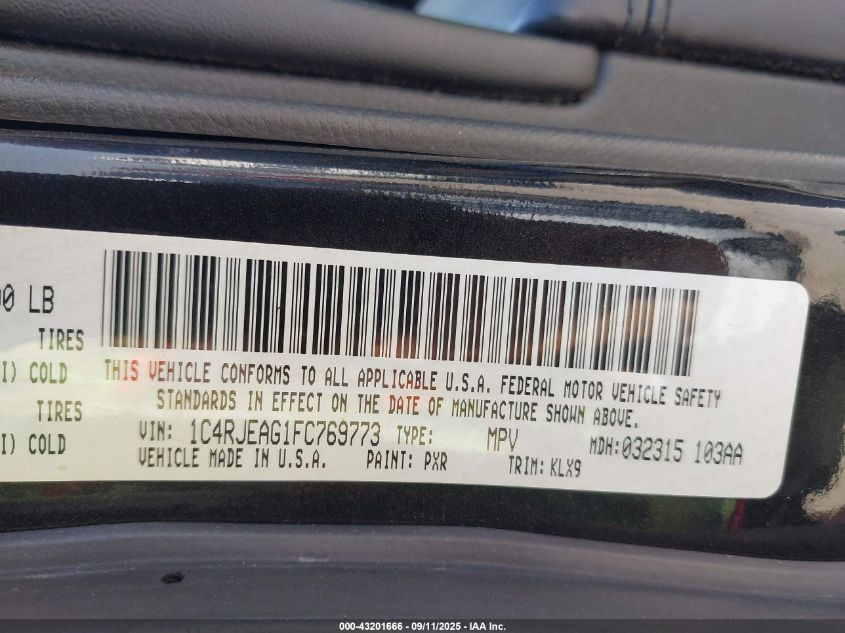 00 LB
TIRES
I) COLD
TIRES
I) COLD
THIS VEHICLE CONFORMS TO ALL APPLICABLE U.S.A. FEDERAL MOTOR VEHICLE SAFETY
STANDARDS IN EFFECT ON THE DATE OF MANUFACTURE SHOWN ABOVE.
VIN: 1C4RJEAG1FC769773 TYPE: MPV MDH:032315 103AA
VEHICLE MADE IN U.S.A. PAINT: PXR TRIM: KLX9
000-43201666 - 09/11/2025 - IAA Inc.